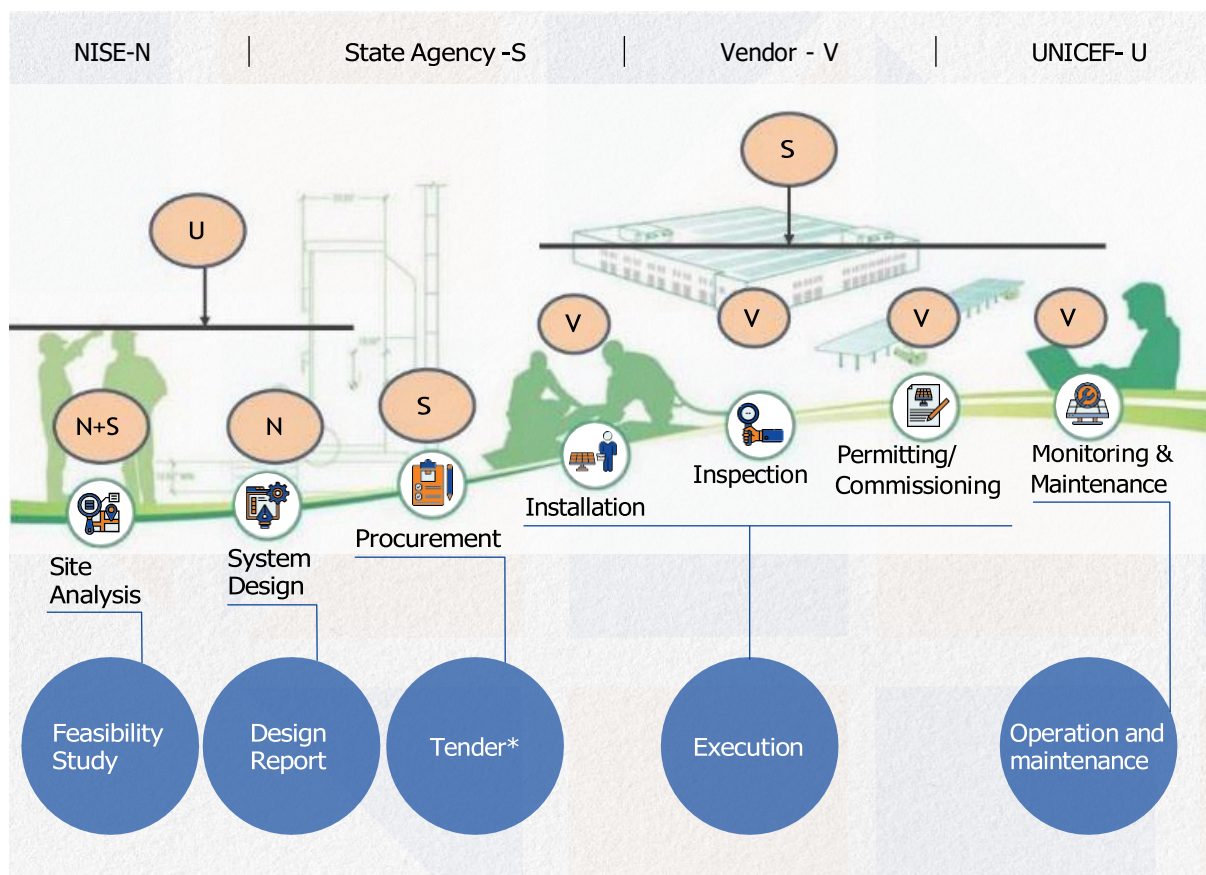 NISE-N
State Agency -S
Vendor - V
UNICEF- U
S
U
V
V
V
V
N+S
N
S
Site
Analysis
System
Design
Procurement
Installation
Inspection
Permitting/
Commissioning
Monitoring &
Maintenance
Feasibility
Study
Design
Report
Tender*
Execution
Operation and
maintenance